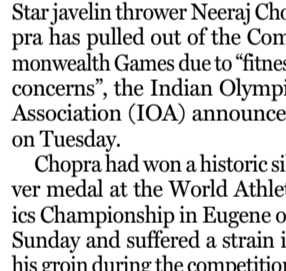 Star javelin thrower Neeraj Cho
pra has pulled out of the Com
monwealth Games due to “fitnes
concerns”, the Indian Olympi
Association (IOA) announce
on Tuesday.
Chopra had won a historic sil
ver medal at the World Athlet
ics Championship in Eugene o
Sunday and suffered a strain i
his groin during the competition